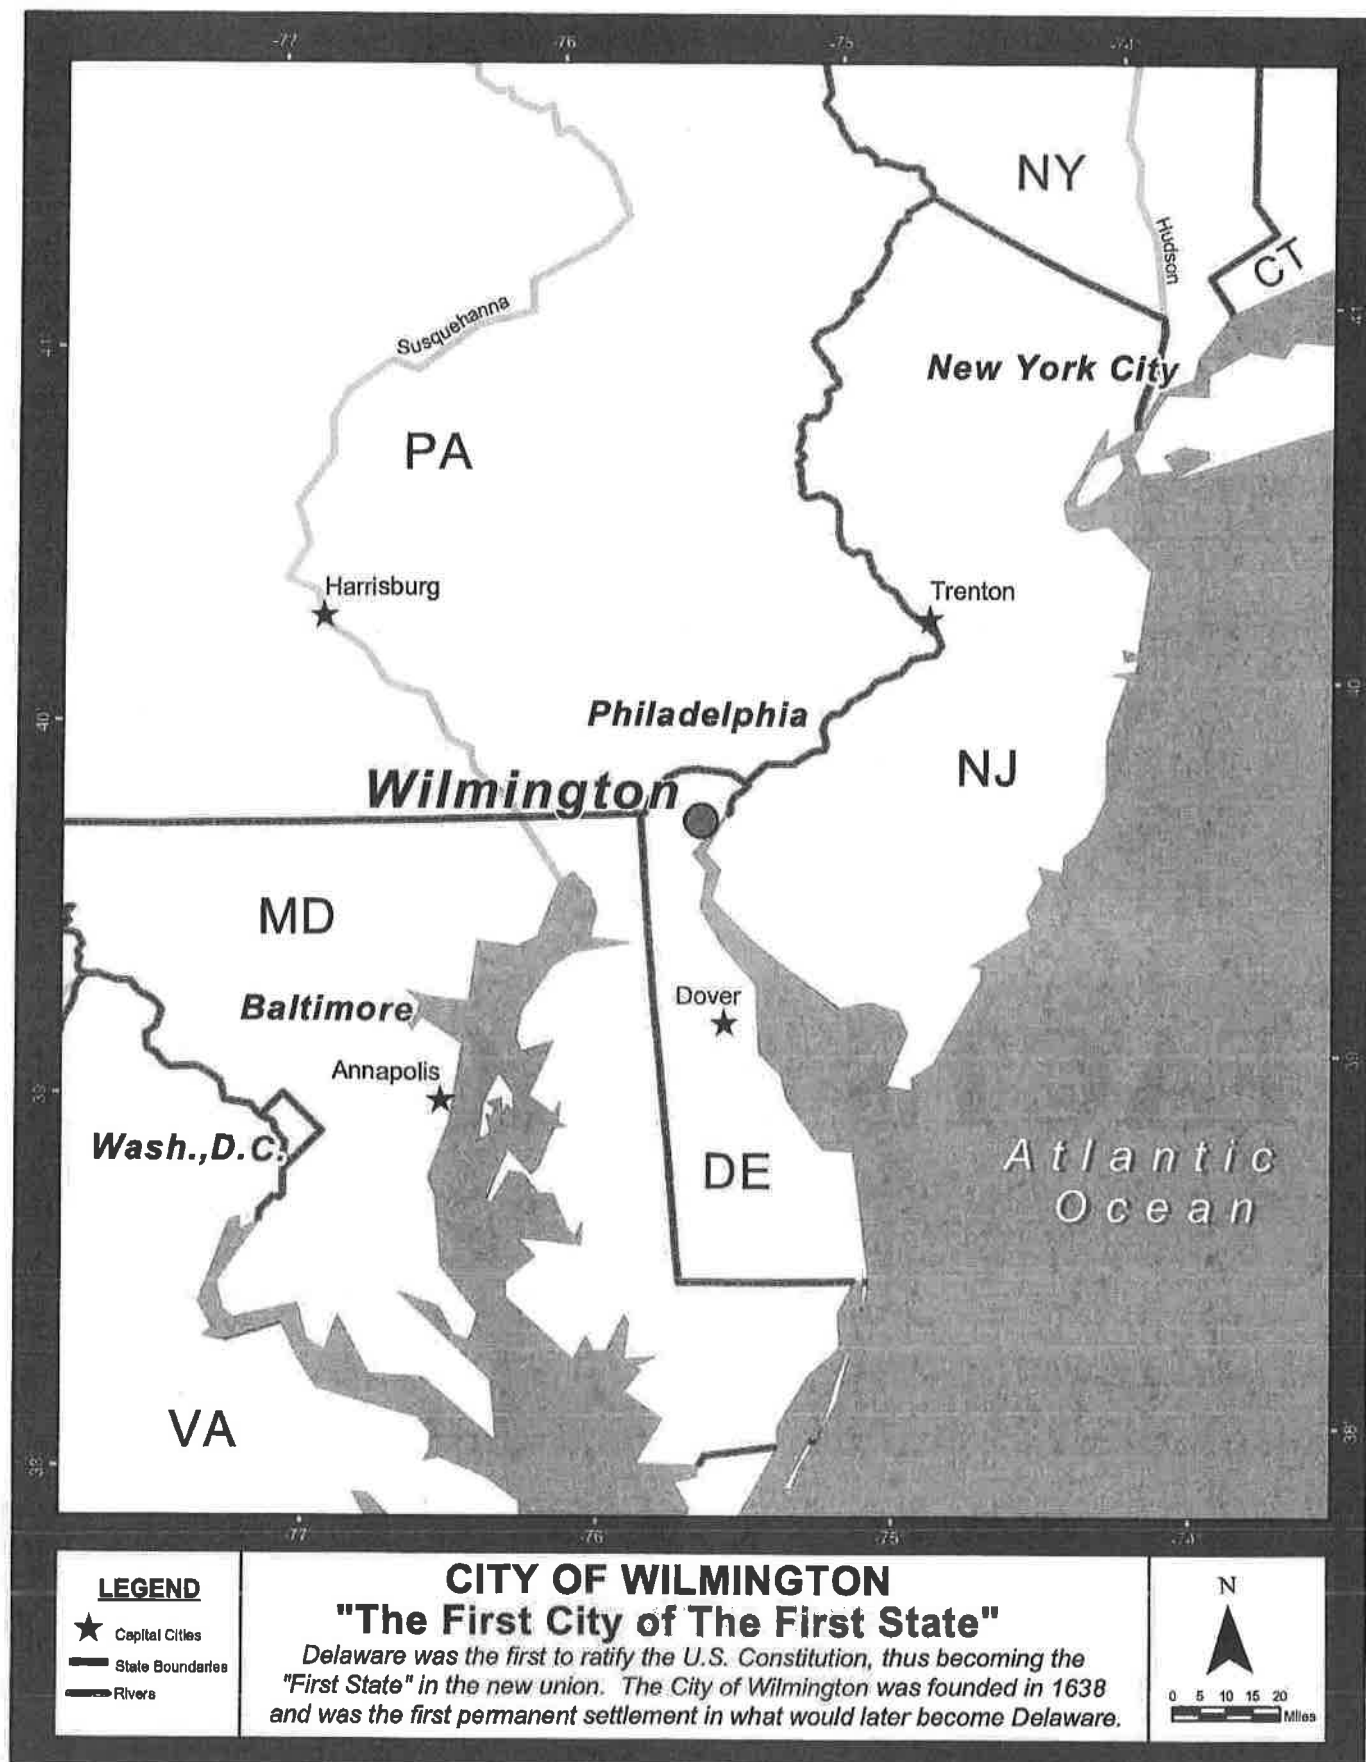 -77 -76 -75 -74
NY
Hudson
CT
41
41
Susquehanna
New York City
PA
Harrisburg
Trenton
40
40
Philadelphia
NJ
Wilmington
MD
Dover
Baltimore
39
39
Annapolis
Wash.,D.C.
DE
Atlantic
Ocean
VA
38
38
-77 -76 -75 -74
LEGEND
Capital Cities
State Boundaries
Rivers
CITY OF WILMINGTON
"The First City of The First State"
Delaware was the first to ratify the U.S. Constitution, thus becoming the
"First State" in the new union. The City of Wilmington was founded in 1638
and was the first permanent settlement in what would later become Delaware.
N
0 5 10 15 20
Miles